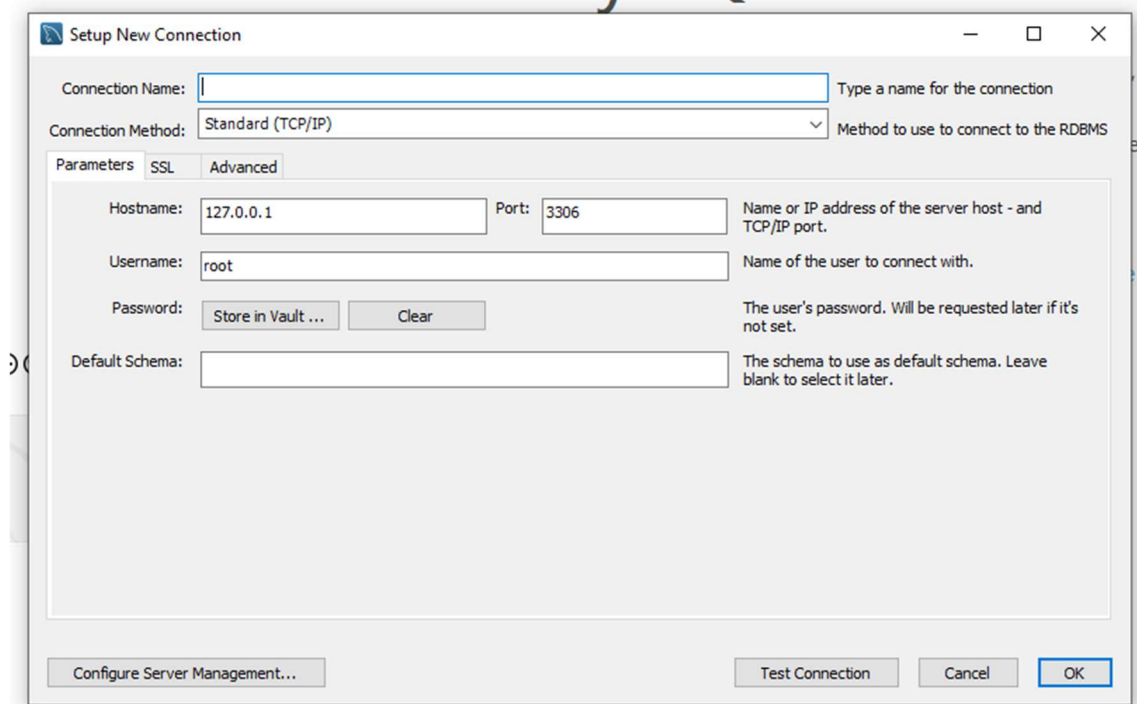 Setup New Connection
Connection Name:
Type a name for the connection
Connection Method:
Standard (TCP/IP)
Method to use to connect to the RDBMS
Parameters
SSL
Advanced
Hostname:
127.0.0.1
Port:
3306
Name or IP address of the server host - and
TCP/IP port.
Username:
root
Name of the user to connect with.
Password:
Store in Vault ...
Clear
The user's password. Will be requested later if it's
not set.
Default Schema:
The schema to use as default schema. Leave
blank to select it later.
Configure Server Management...
Test Connection
Cancel
OK